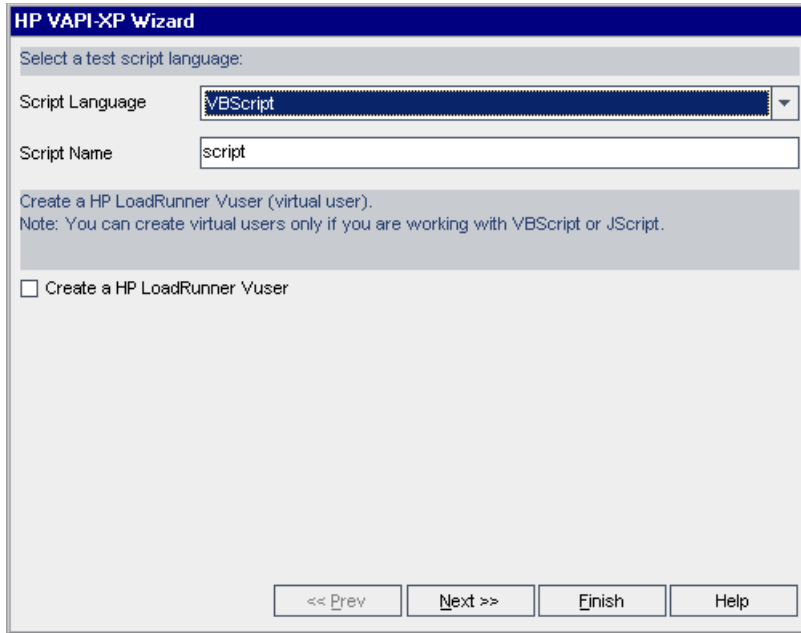 HP VAPI-XP Wizard
Select a test script language:
Script Language VBScript
Script Name script
Create a HP LoadRunner Vuser (virtual user).
Note: You can create virtual users only if you are working with VBScript or JScript.
Create a HP LoadRunner Vuser
<< Prev Next >> Finish Help